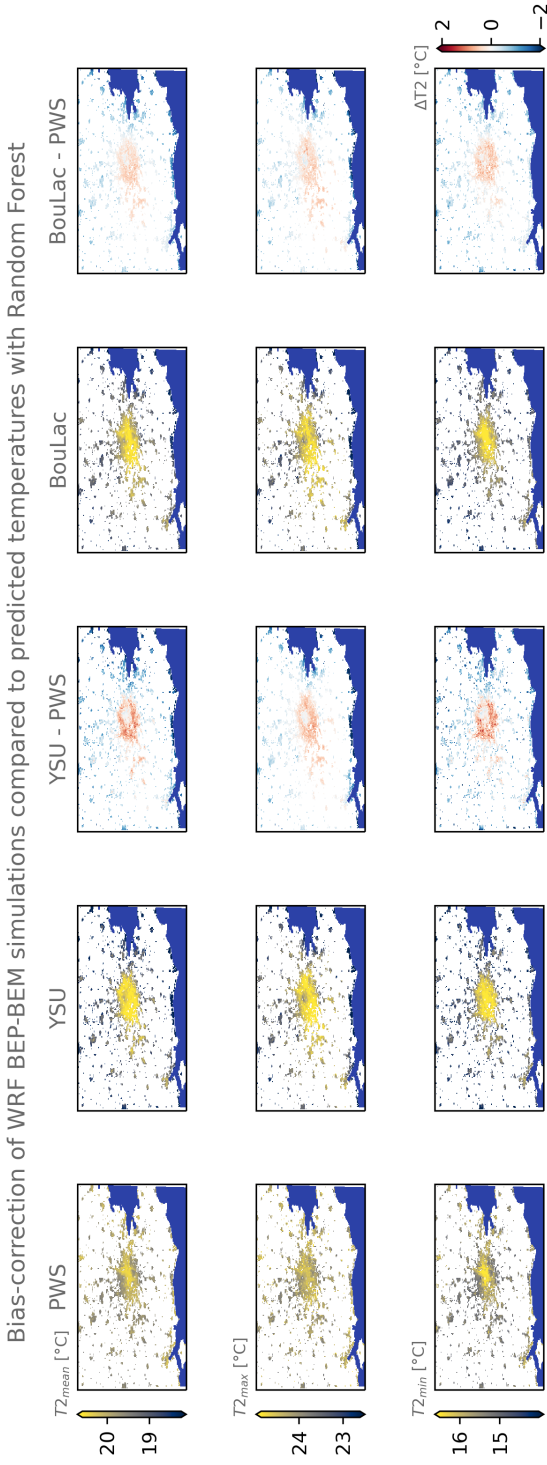 Bias-correction of WRF BEP-BEM simulations compared to predicted temperatures with Random Forest
PWS
YSU
YSU - PWS
BouLac
BouLac - PWS
T2mean [°C]
20
19
T2max [°C]
24
23
T2min [°C]
16
15
ΔT2 [°C]
2
0
−2